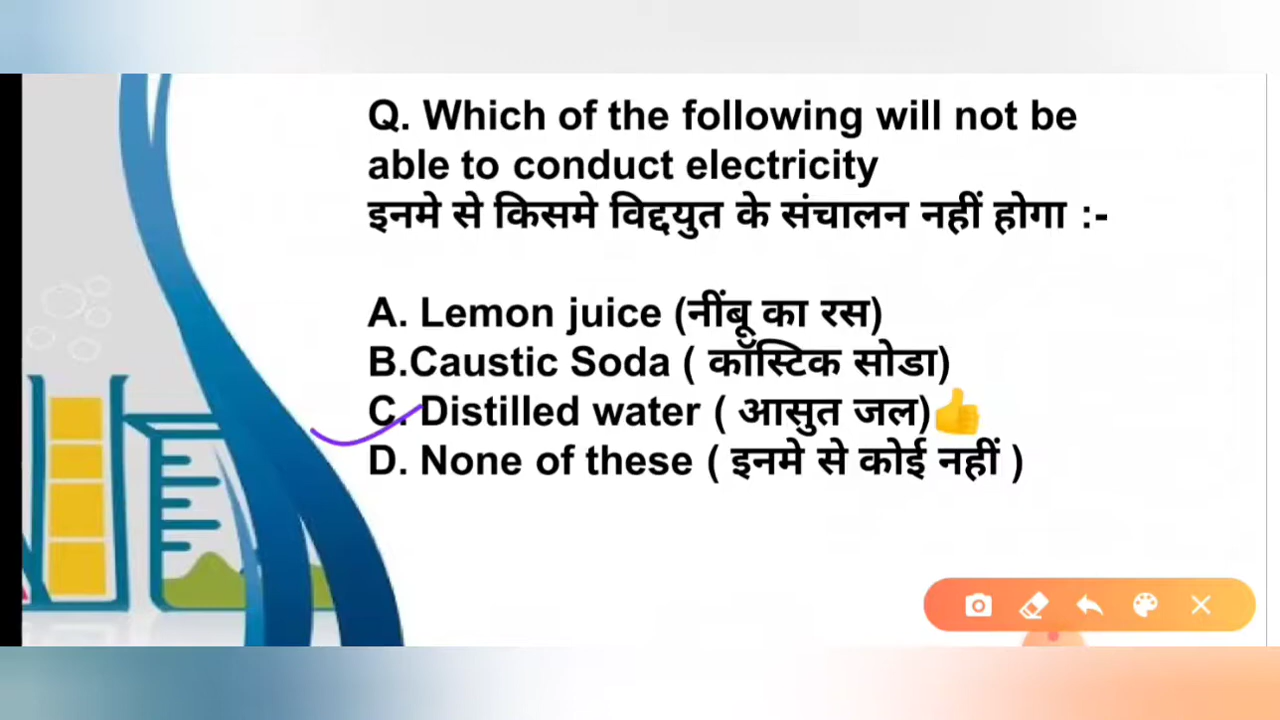 Q. Which of the following will not be
able to conduct electricity
इनमे से किसमे विद्दयुत के संचालन नहीं होगा :-
A. Lemon juice (नींबू का रस)
B.Caustic Soda ( कॉस्टिक सोडा)
C. Distilled water ( आसुत जल)👍
D. None of these ( इनमे से कोई नहीं )